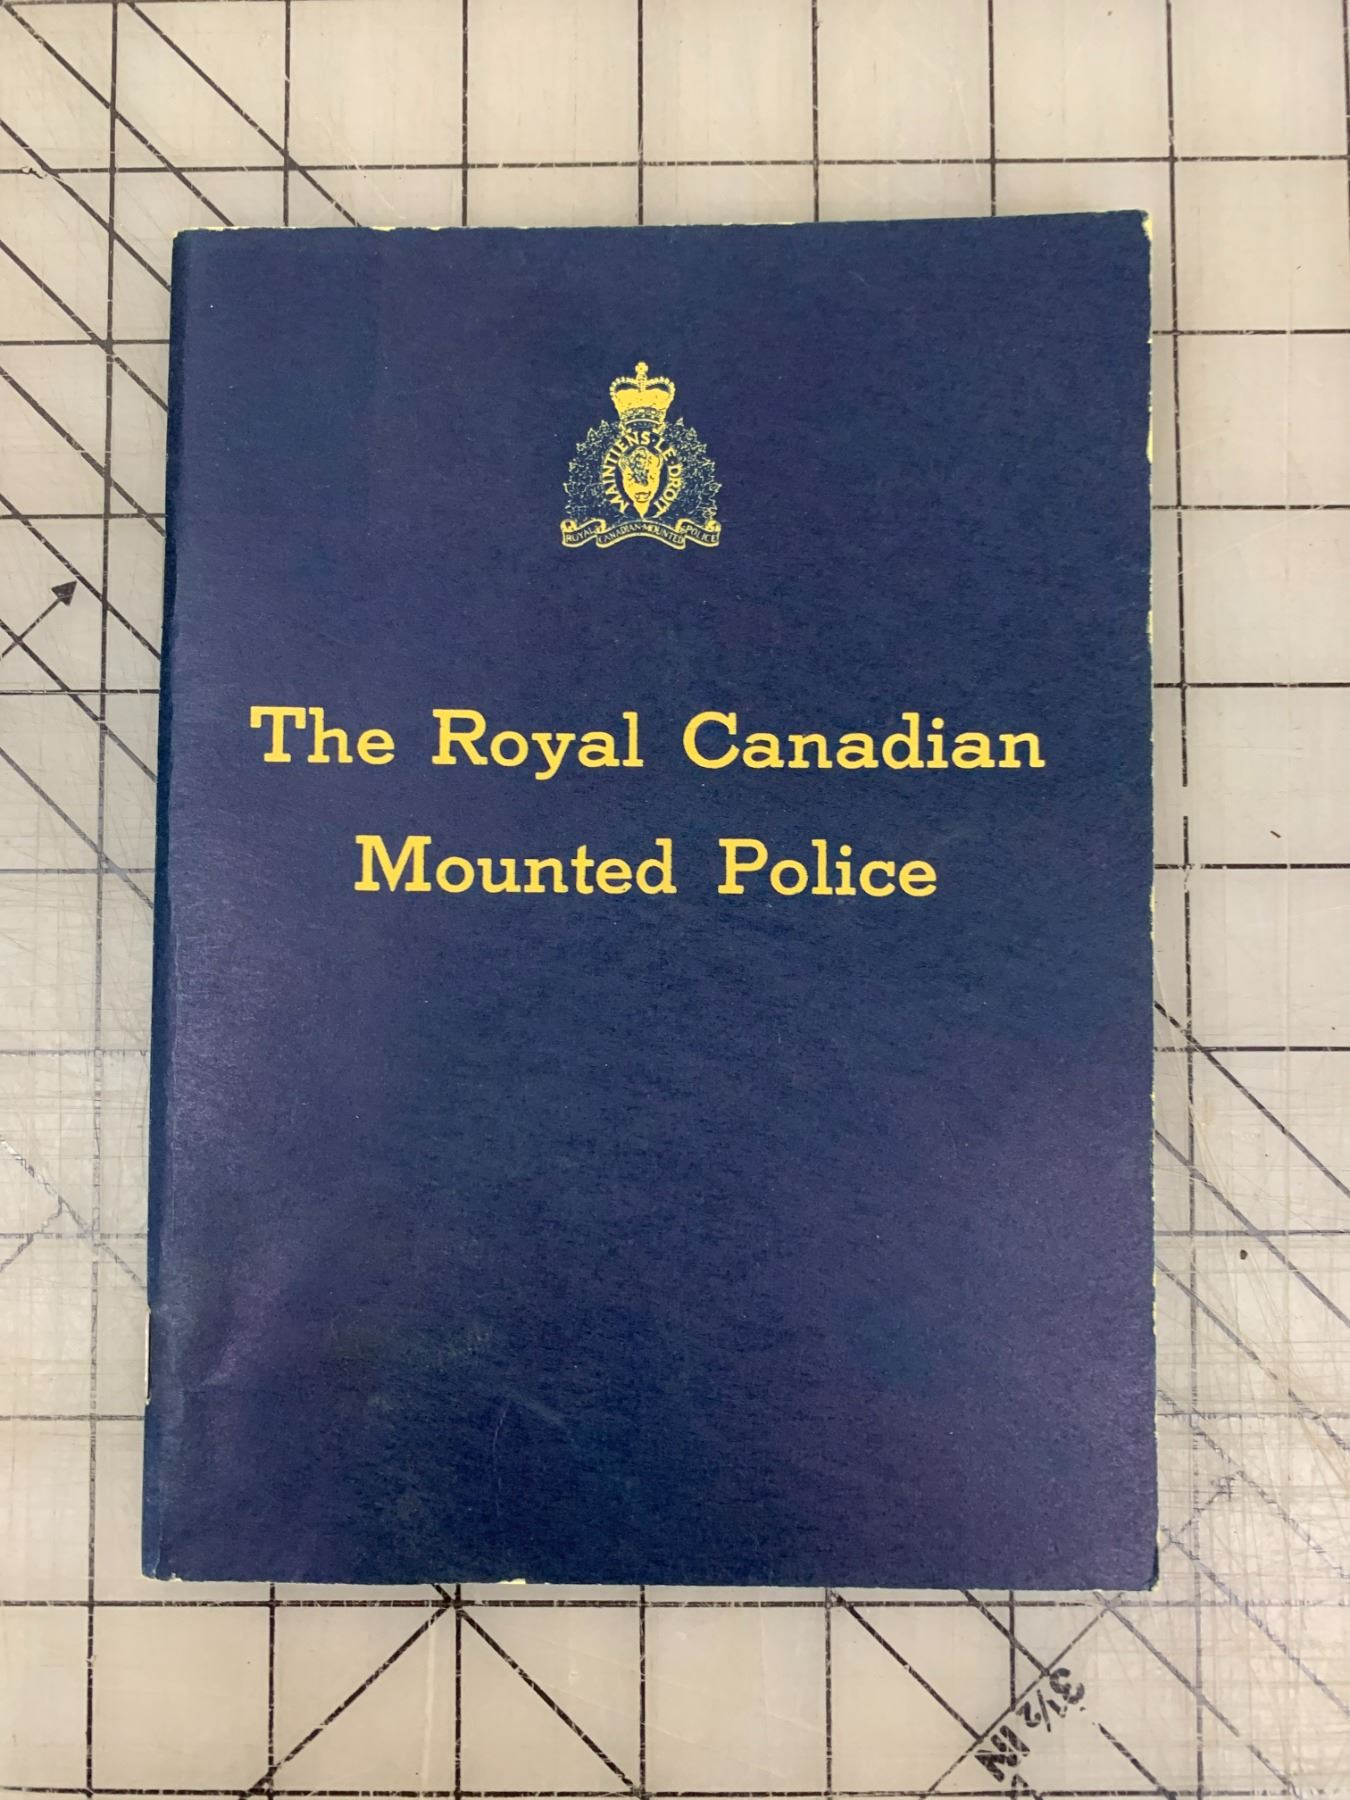 MAINTIENS LE DROIT
ROYAL CANADIAN MOUNTED POLICE
The Royal Canadian
Mounted Police
3½ IN